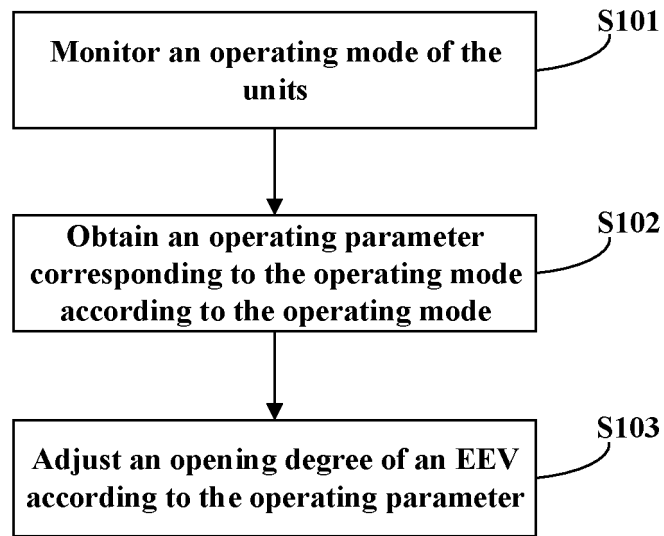 S101
Monitor an operating mode of the
units
S102
Obtain an operating parameter
corresponding to the operating mode
according to the operating mode
S103
Adjust an opening degree of an EEV
according to the operating parameter